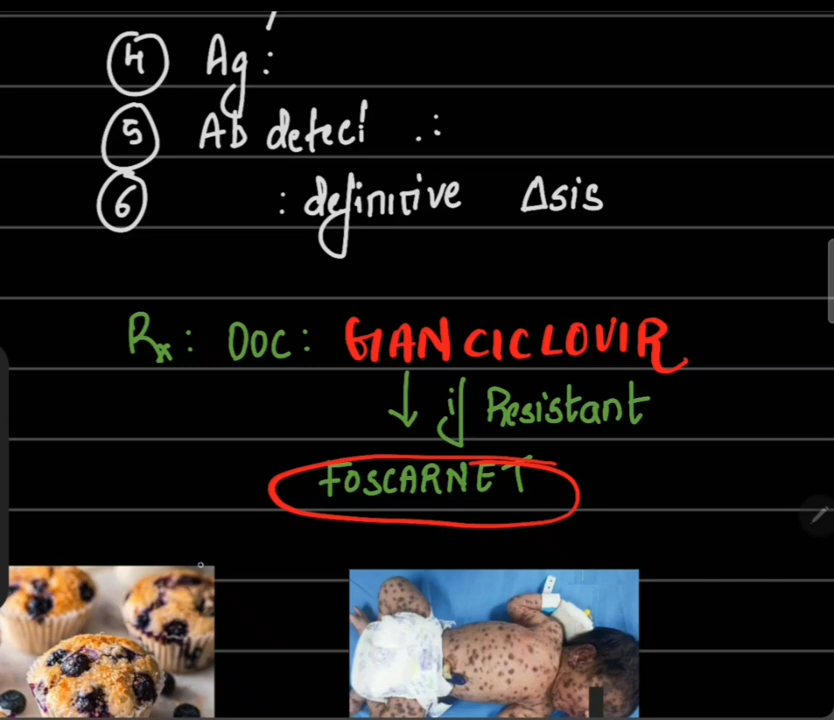 4 Ag:
5 Ab detect :
6 : definitive Δsis
Rx: DOC: GANCICLOVIR
↓ if Resistant
FOSCARNET